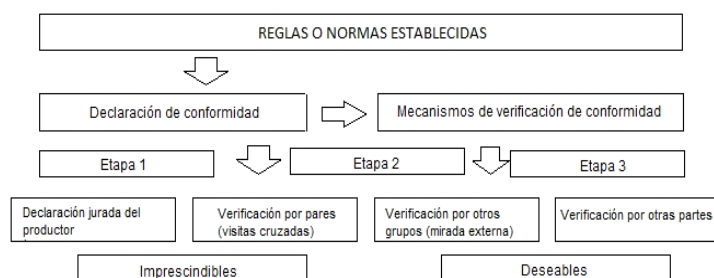 REGLAS O NORMAS ESTABLECIDAS
Declaración de conformidad
Mecanismos de verificación de conformidad
Etapa 1
Etapa 2
Etapa 3
Declaración jurada del
productor
Verificación por pares
(visitas cruzadas)
Verificación por otros
grupos (mirada externa)
Verificación por otras partes
Imprescindibles
Deseables